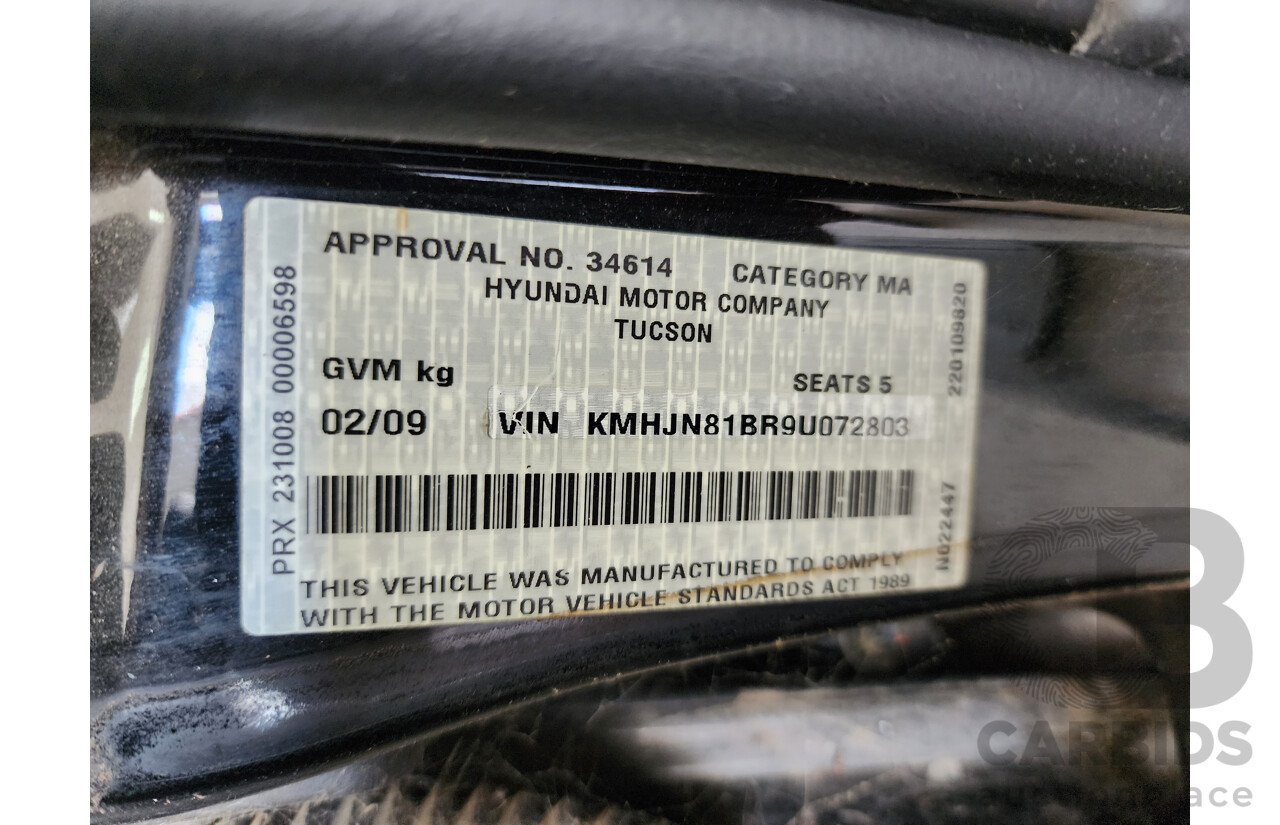 APPROVAL NO. 34614 CATEGORY MA
HYUNDAI MOTOR COMPANY
TUCSON
GVM kg SEATS 5
02/09 VIN KMHJN81BR9U072803
THIS VEHICLE WAS MANUFACTURED TO COMPLY
WITH THE MOTOR VEHICLE STANDARDS ACT 1989
PRX 231008 00006598
220109820
N022447
B
CARBIDS